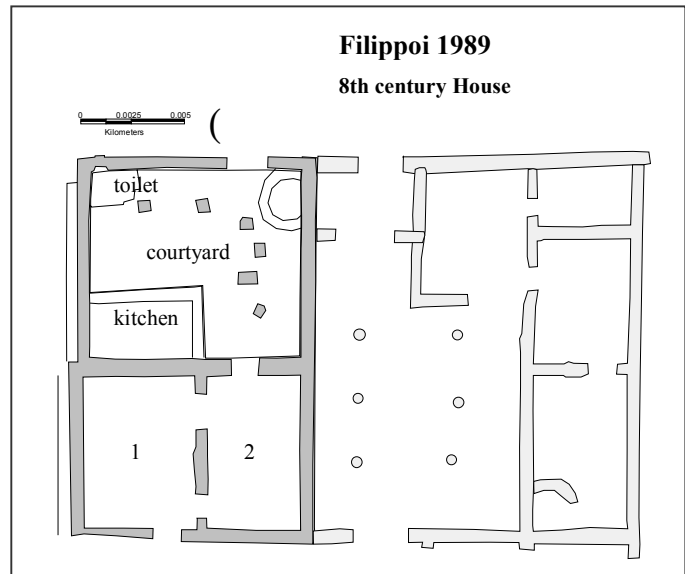 Filippoi 1989
8th century House
0 0.0025 0.005
Kilometers
(
toilet
courtyard
kitchen
1 2